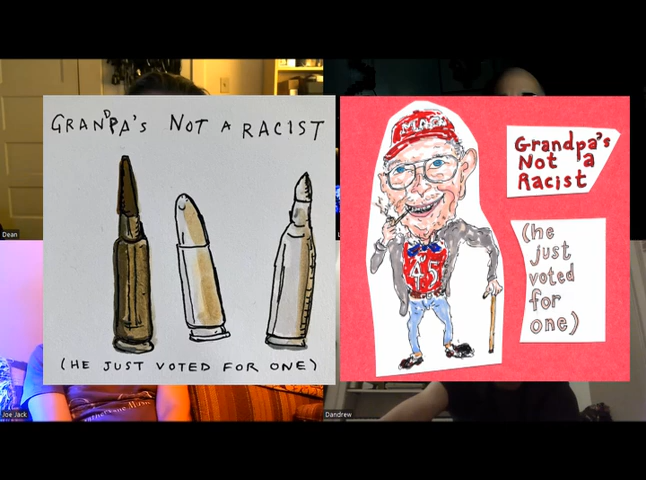 GRANDPA'S NOT A RACIST
(HE JUST VOTED FOR ONE)
MAGA
45
Grandpa's
Not a
Racist
(he
just
voted
for
one)
Dean
Joe Jack
Dandrew